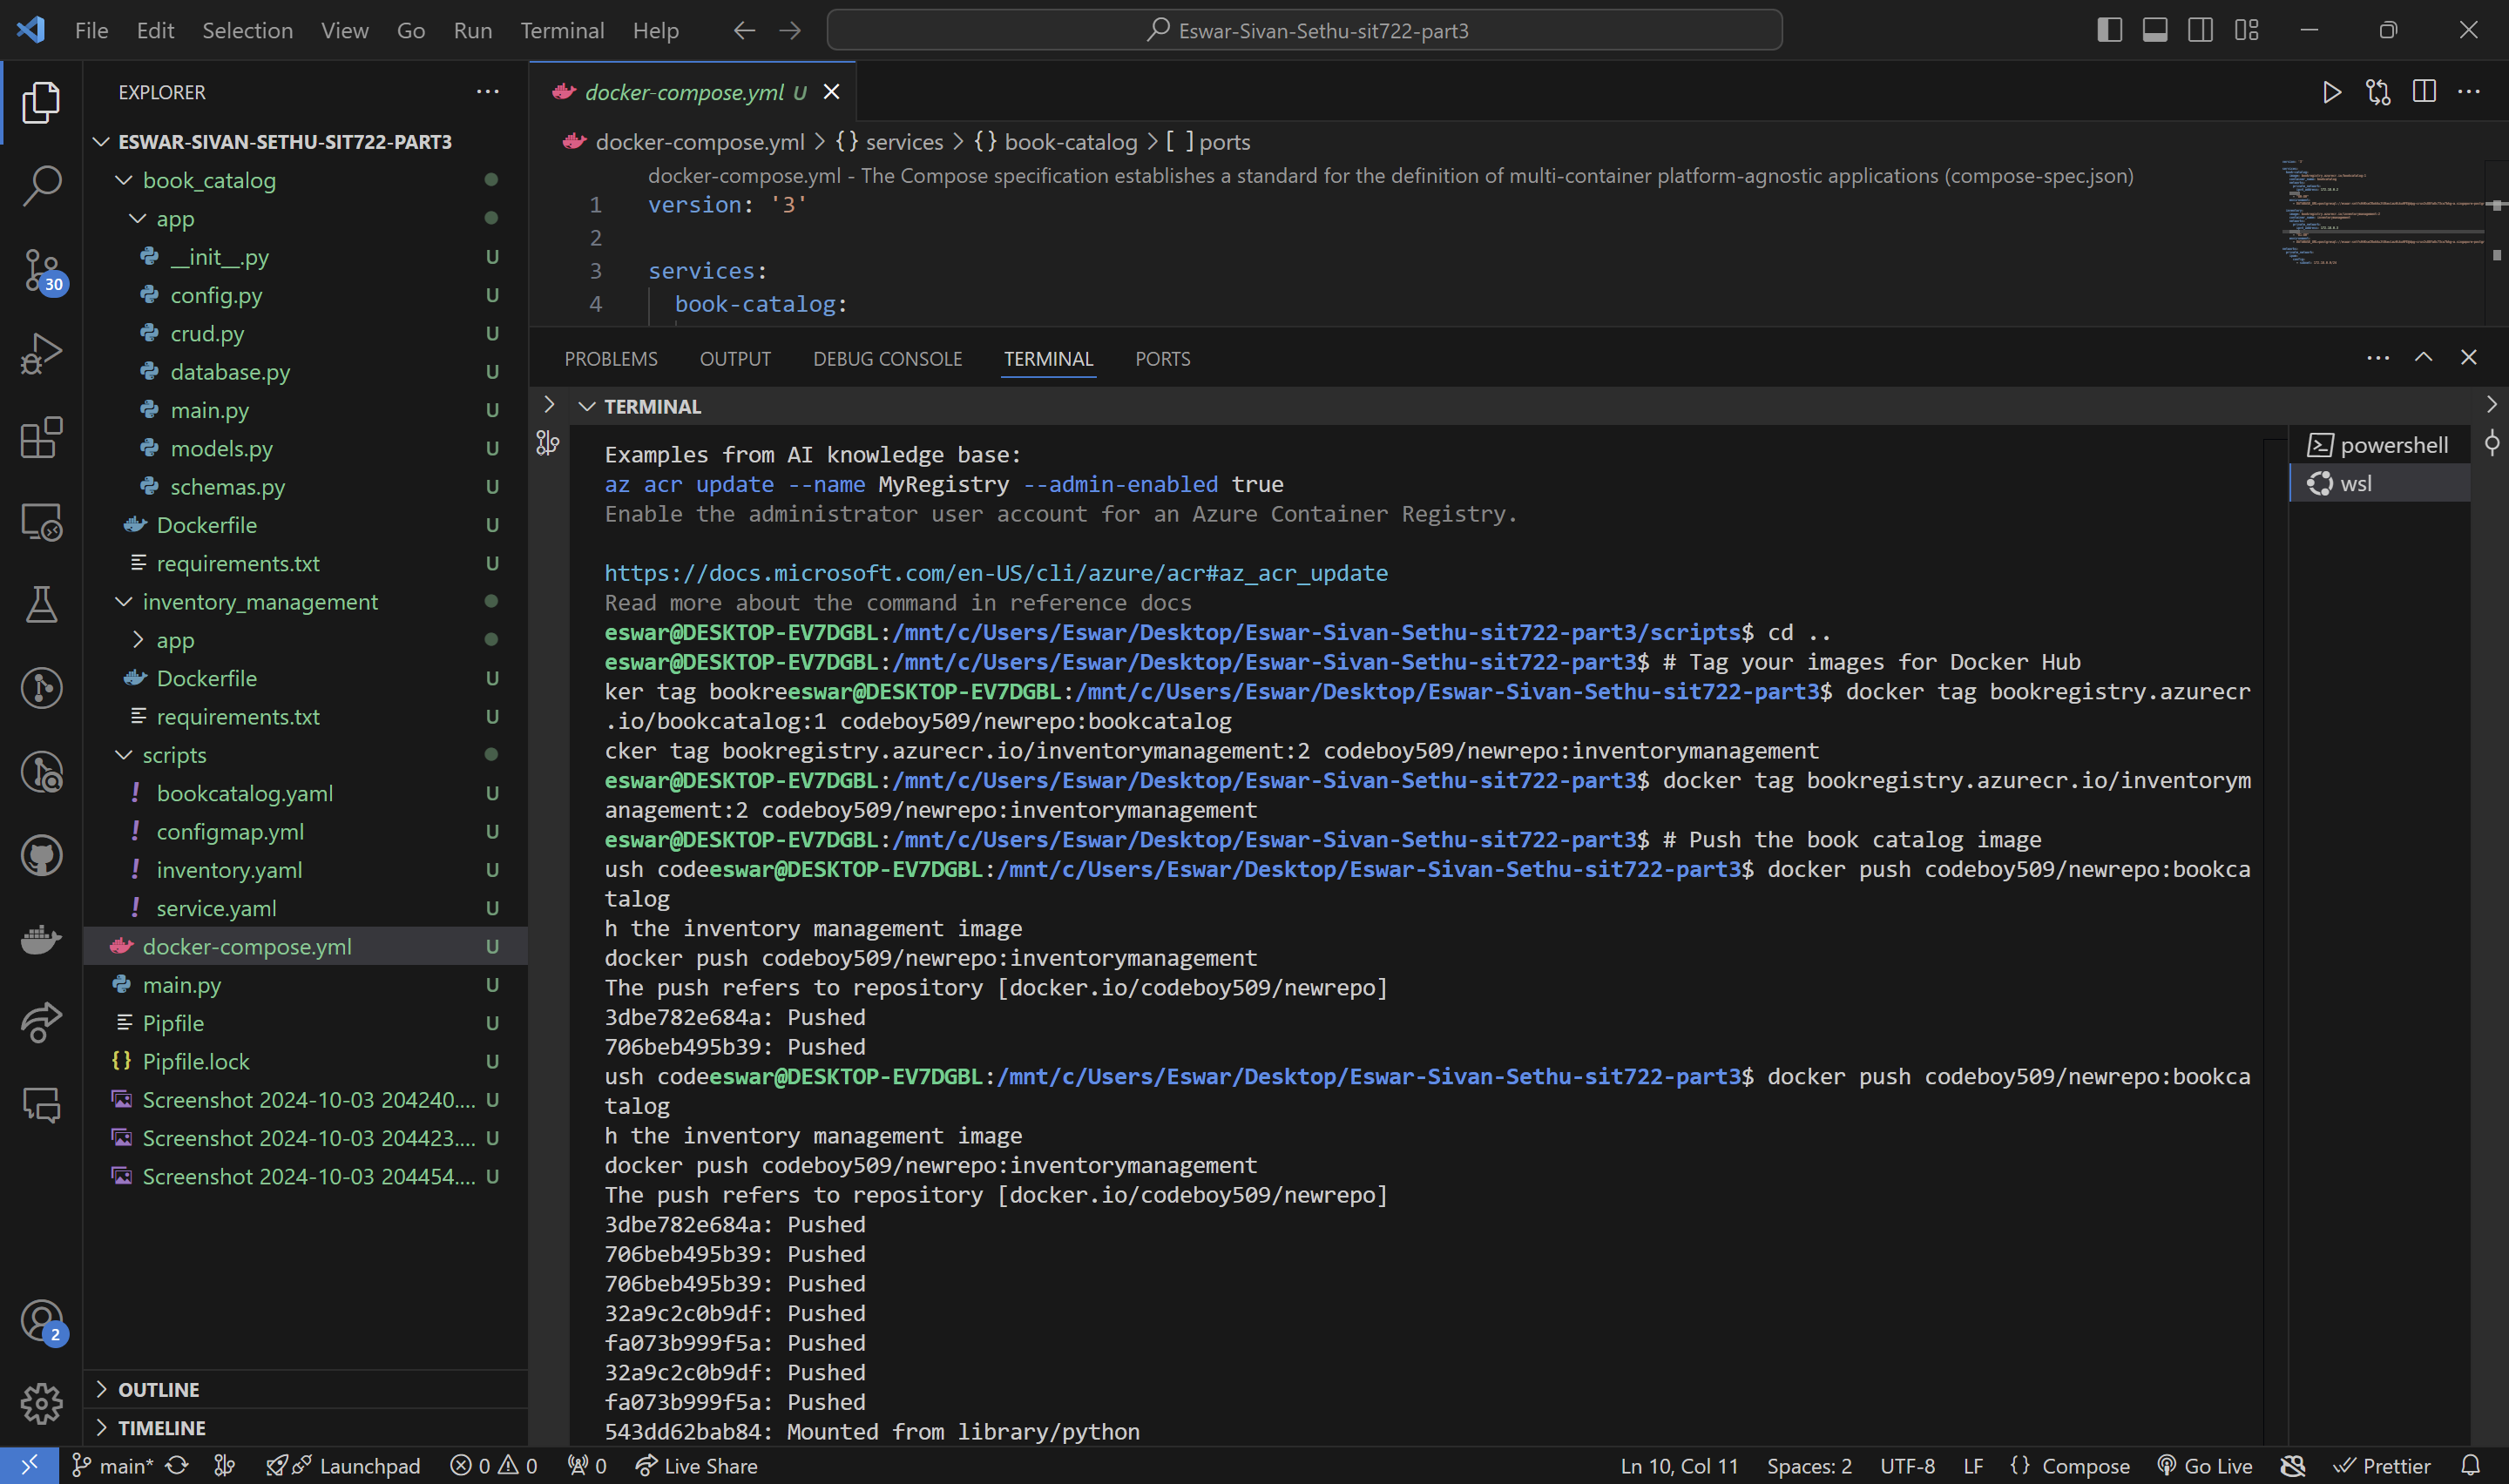 File Edit Selection View Go Run Terminal Help
Eswar-Sivan-Sethu-sit722-part3
EXPLORER
ESWAR-SIVAN-SETHU-SIT722-PART3
book_catalog
app
__init__.py U
config.py U
crud.py U
database.py U
main.py U
models.py U
schemas.py U
Dockerfile U
requirements.txt U
inventory_management
app
Dockerfile U
requirements.txt U
scripts
bookcatalog.yaml U
configmap.yml U
inventory.yaml U
service.yaml U
docker-compose.yml U
main.py U
Pipfile U
Pipfile.lock U
Screenshot 2024-10-03 204240.... U
Screenshot 2024-10-03 204423.... U
Screenshot 2024-10-03 204454.... U
OUTLINE
TIMELINE
30
2
docker-compose.yml U
docker-compose.yml > {} services > {} book-catalog > [ ] ports
docker-compose.yml - The Compose specification establishes a standard for the definition of multi-container platform-agnostic applications (compose-spec.json)
1 version: '3'
2
3 services:
4 book-catalog:
PROBLEMS OUTPUT DEBUG CONSOLE TERMINAL PORTS
TERMINAL
Examples from AI knowledge base:
az acr update --name MyRegistry --admin-enabled true
Enable the administrator user account for an Azure Container Registry.
https://docs.microsoft.com/en-US/cli/azure/acr#az_acr_update
Read more about the command in reference docs
eswar@DESKTOP-EV7DGBL:/mnt/c/Users/Eswar/Desktop/Eswar-Sivan-Sethu-sit722-part3/scripts$ cd ..
eswar@DESKTOP-EV7DGBL:/mnt/c/Users/Eswar/Desktop/Eswar-Sivan-Sethu-sit722-part3$ # Tag your images for Docker Hub
ker tag bookreeswar@DESKTOP-EV7DGBL:/mnt/c/Users/Eswar/Desktop/Eswar-Sivan-Sethu-sit722-part3$ docker tag bookregistry.azurecr
.io/bookcatalog:1 codeboy509/newrepo:bookcatalog
cker tag bookregistry.azurecr.io/inventorymanagement:2 codeboy509/newrepo:inventorymanagement
eswar@DESKTOP-EV7DGBL:/mnt/c/Users/Eswar/Desktop/Eswar-Sivan-Sethu-sit722-part3$ docker tag bookregistry.azurecr.io/inventorym
anagement:2 codeboy509/newrepo:inventorymanagement
eswar@DESKTOP-EV7DGBL:/mnt/c/Users/Eswar/Desktop/Eswar-Sivan-Sethu-sit722-part3$ # Push the book catalog image
ush codeeswar@DESKTOP-EV7DGBL:/mnt/c/Users/Eswar/Desktop/Eswar-Sivan-Sethu-sit722-part3$ docker push codeboy509/newrepo:bookca
talog
h the inventory management image
docker push codeboy509/newrepo:inventorymanagement
The push refers to repository [docker.io/codeboy509/newrepo]
3dbe782e684a: Pushed
706beb495b39: Pushed
ush codeeswar@DESKTOP-EV7DGBL:/mnt/c/Users/Eswar/Desktop/Eswar-Sivan-Sethu-sit722-part3$ docker push codeboy509/newrepo:bookca
talog
h the inventory management image
docker push codeboy509/newrepo:inventorymanagement
The push refers to repository [docker.io/codeboy509/newrepo]
3dbe782e684a: Pushed
706beb495b39: Pushed
706beb495b39: Pushed
32a9c2c0b9df: Pushed
fa073b999f5a: Pushed
32a9c2c0b9df: Pushed
fa073b999f5a: Pushed
543dd62bab84: Mounted from library/python
powershell
wsl
main* Launchpad 0 0 0 Live Share Ln 10, Col 11 Spaces: 2 UTF-8 LF {} Compose Go Live Prettier